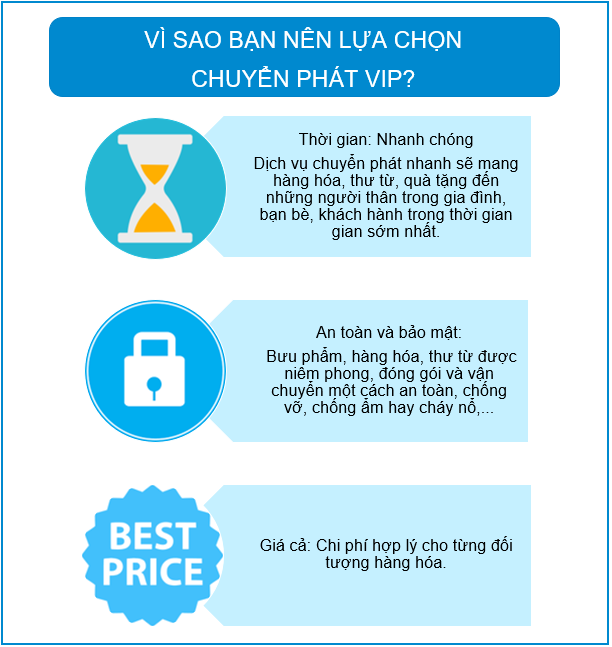 VÌ SAO BẠN NÊN LỰA CHỌN
CHUYỂN PHÁT VIP?
Thời gian: Nhanh chóng
Dịch vụ chuyển phát nhanh sẽ mang
hàng hóa, thư từ, quà tặng đến
những người thân trong gia đình,
bạn bè, khách hành trong thời gian
gian sớm nhất.
An toàn và bảo mật:
Bưu phẩm, hàng hóa, thư từ được
niêm phong, đóng gói và vận
chuyển một cách an toàn, chống
vỡ, chống ẩm hay cháy nổ,...
BEST
PRICE
Giá cả: Chi phí hợp lý cho từng đối
tượng hàng hóa.